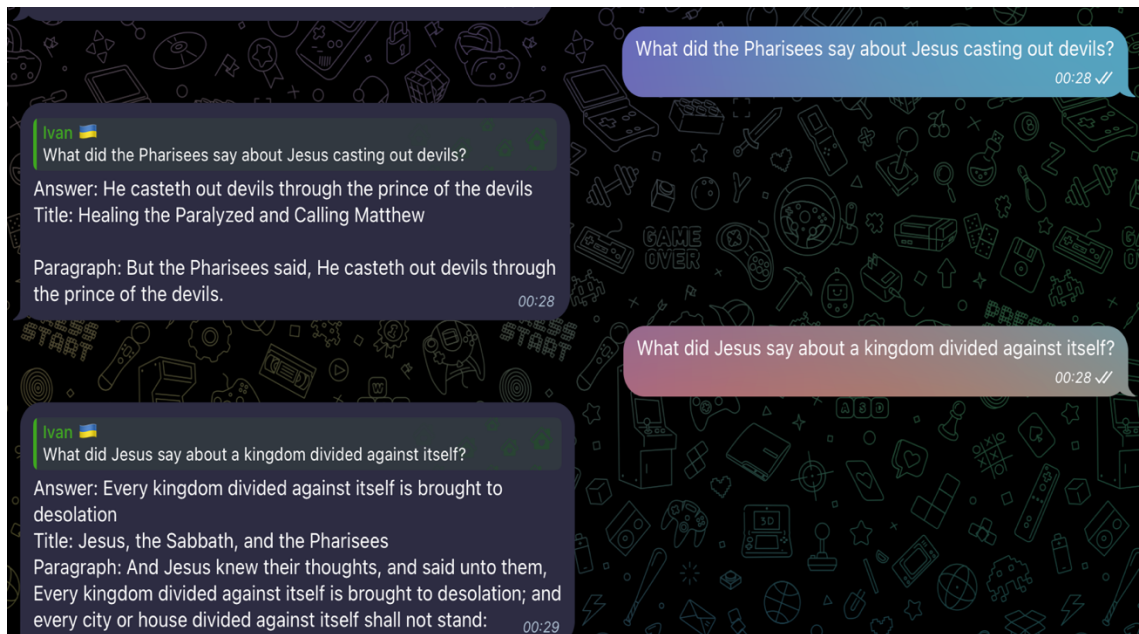 What did the Pharisees say about Jesus casting out devils?
00:28
Ivan 🇺🇦
What did the Pharisees say about Jesus casting out devils?
Answer: He casteth out devils through the prince of the devils
Title: Healing the Paralyzed and Calling Matthew
Paragraph: But the Pharisees said, He casteth out devils through
the prince of the devils.
00:28
What did Jesus say about a kingdom divided against itself?
00:28
Ivan 🇺🇦
What did Jesus say about a kingdom divided against itself?
Answer: Every kingdom divided against itself is brought to
desolation
Title: Jesus, the Sabbath, and the Pharisees
Paragraph: And Jesus knew their thoughts, and said unto them,
Every kingdom divided against itself is brought to desolation; and
every city or house divided against itself shall not stand:
00:29
GAME
OVER
PRESS
START
START
3D
A S D
W